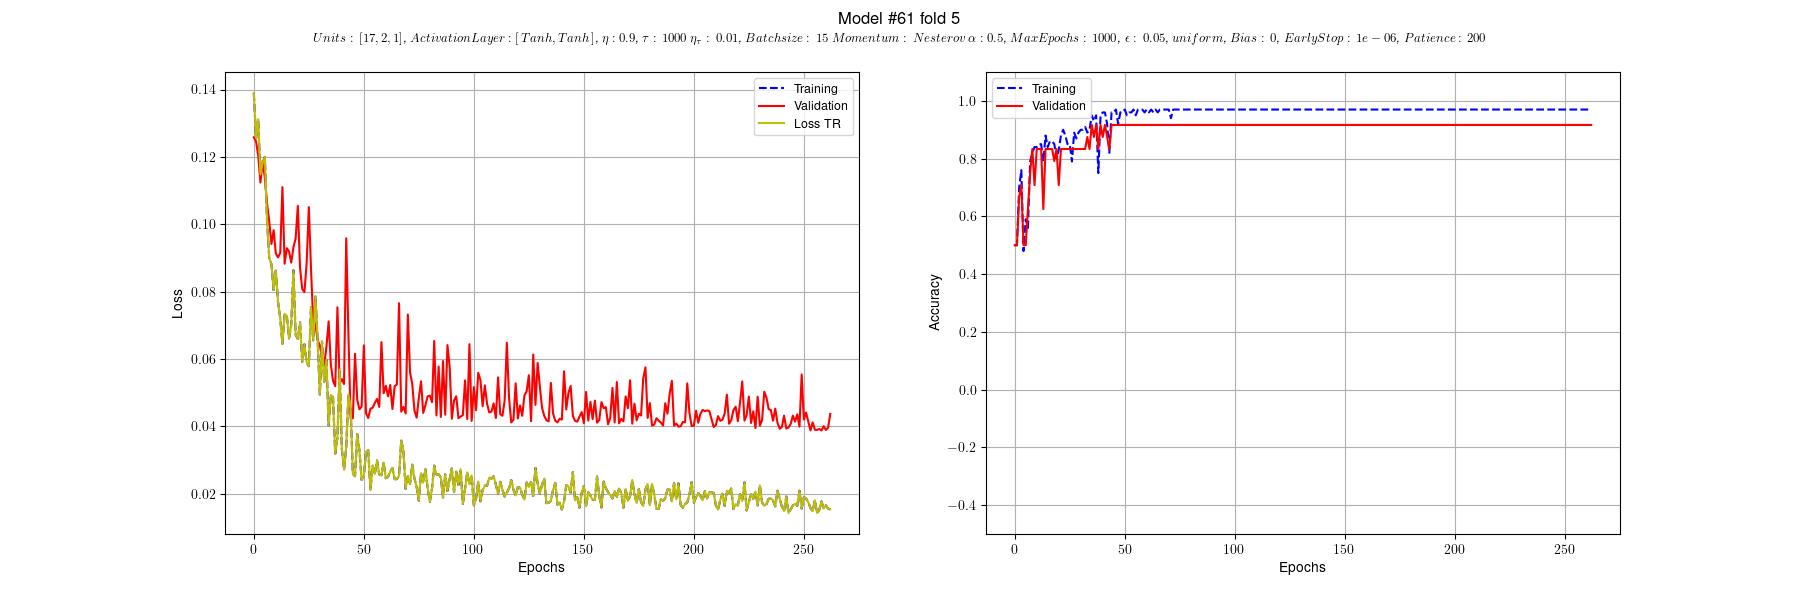 Model #61 fold 5
Units : [17, 2, 1], ActivationLayer : [Tanh, Tanh], η : 0.9, τ : 1000 ητ : 0.01, Batchsize : 15 Momentum : Nesterov α : 0.5, MaxEpochs : 1000, ϵ : 0.05, uniform, Bias : 0, EarlyStop : 1e − 06, Patience : 200
Training
Validation
Loss TR
0.14
0.12
0.10
0.08
0.06
0.04
0.02
Loss
0 50 100 150 200 250
Epochs
Training
Validation
1.0
0.8
0.6
0.4
0.2
0.0
−0.2
−0.4
Accuracy
0 50 100 150 200 250
Epochs